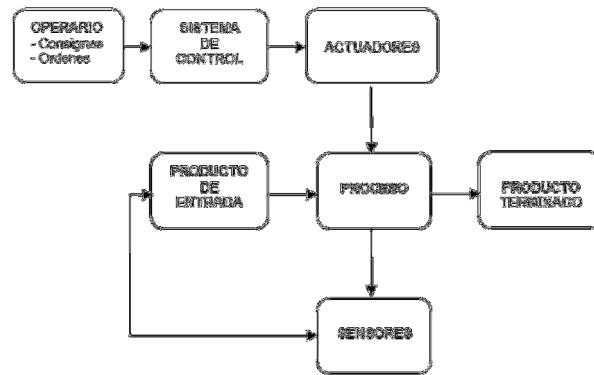 OPERARIO
- Consignas
- Ordenes
SISTEMA
DE
CONTROL
ACTUADORES
PRODUCTO
DE
ENTRADA
PROCESO
PRODUCTO
TERMINADO
SENSORES